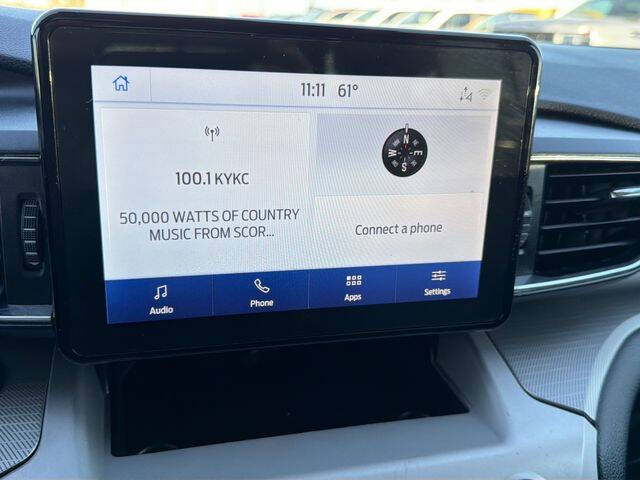 11:11 61°
100.1 KYKC
50,000 WATTS OF COUNTRY
MUSIC FROM SCOR...
N
W E
S
Connect a phone
Audio
Phone
Apps
Settings